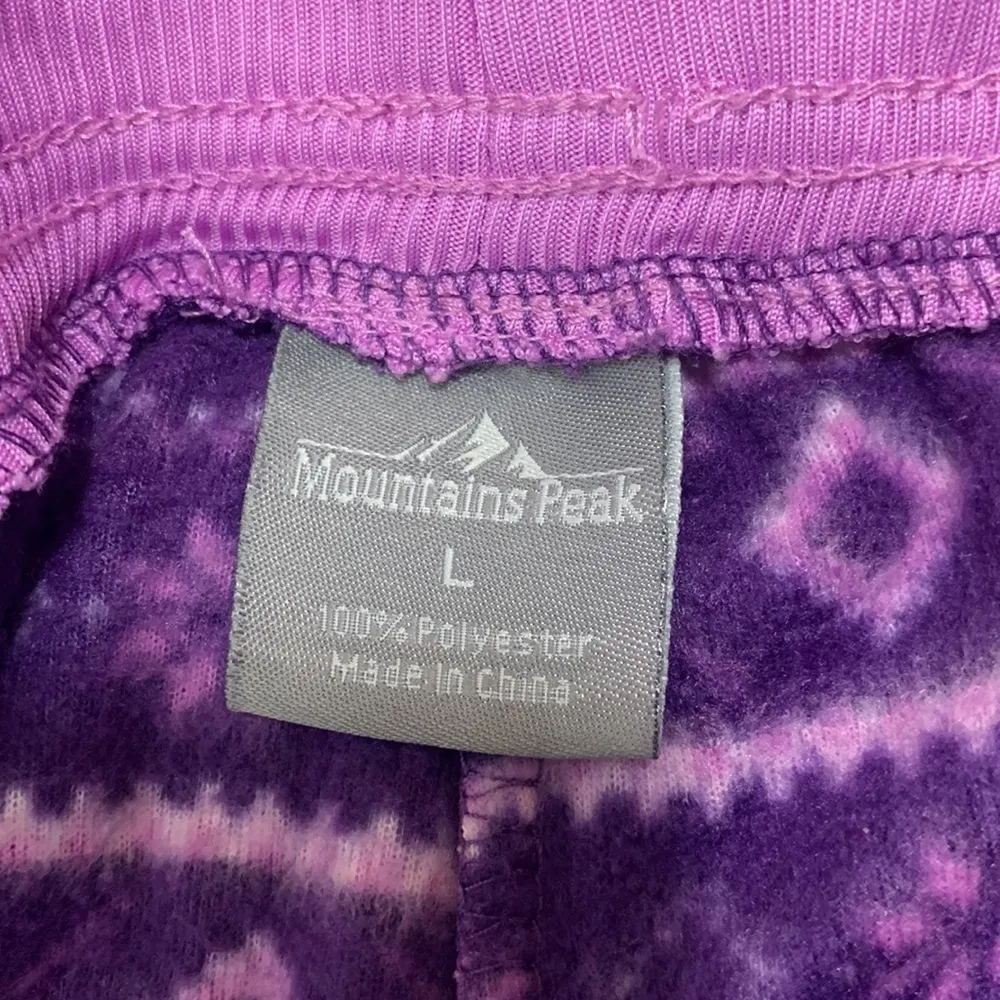 Mountains Peak
L
100% Polyester
Made In China